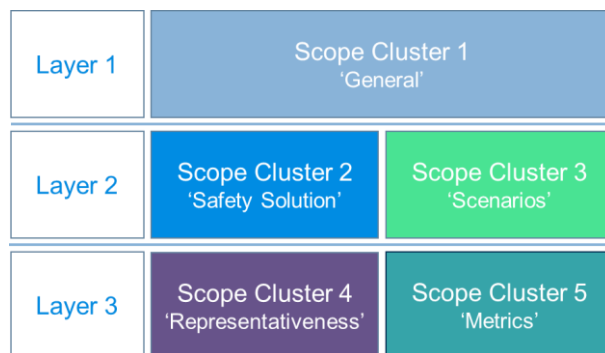 Layer 1
Scope Cluster 1
‘General’
Layer 2
Scope Cluster 2
‘Safety Solution’
Scope Cluster 3
‘Scenarios’
Layer 3
Scope Cluster 4
‘Representativeness’
Scope Cluster 5
‘Metrics’